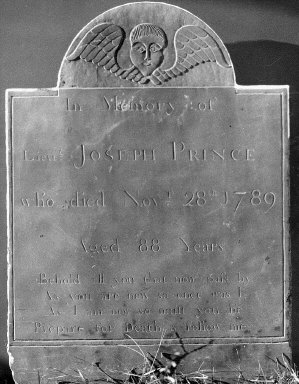 In Memory of
Lieut. JOSEPH PRINCE
who died Novr. 28th 1789
Aged 88 Years
Behold all you that now pass by
As you are now so once was I
As I am now so must you be
Prepare for Death & follow me